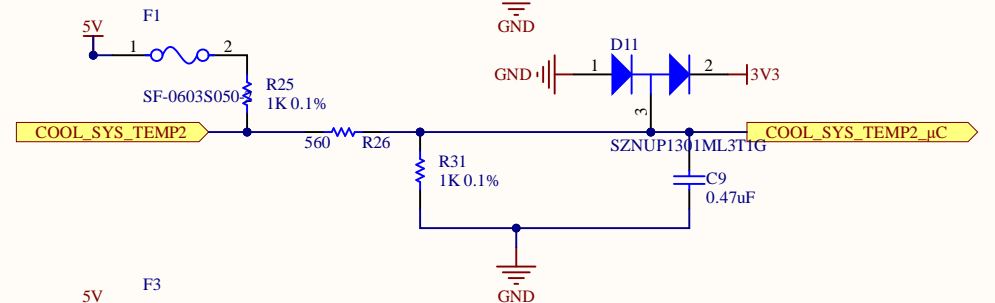 GND
F1
5V
1
2
D11
GND
1
2
3V3
R25
SF-0603S050-2
1K 0.1%
3
COOL_SYS_TEMP2
560
R26
COOL_SYS_TEMP2_µC
SZNUP1301ML3T1G
R31
1K 0.1%
C9
0.47uF
F3
5V
GND